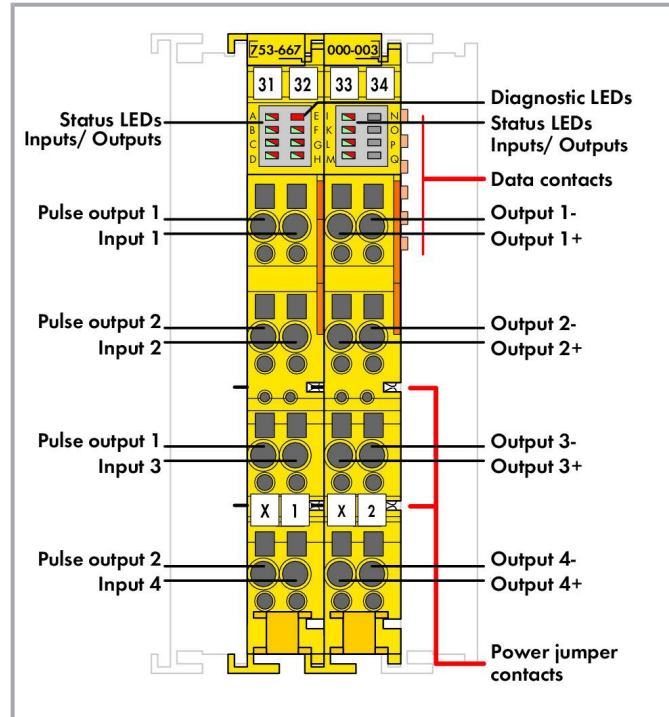 753-667 000-003
31 32 33 34
Status LEDs
Inputs/ Outputs
A E I N
B F K O
C G L P
D H M Q
Diagnostic LEDs
Status LEDs
Inputs/ Outputs
Data contacts
Pulse output 1
Input 1
Output 1-
Output 1+
Pulse output 2
Input 2
Output 2-
Output 2+
Pulse output 1
Input 3
Output 3-
Output 3+
X 1 X 2
Pulse output 2
Input 4
Output 4-
Output 4+
Power jumper
contacts